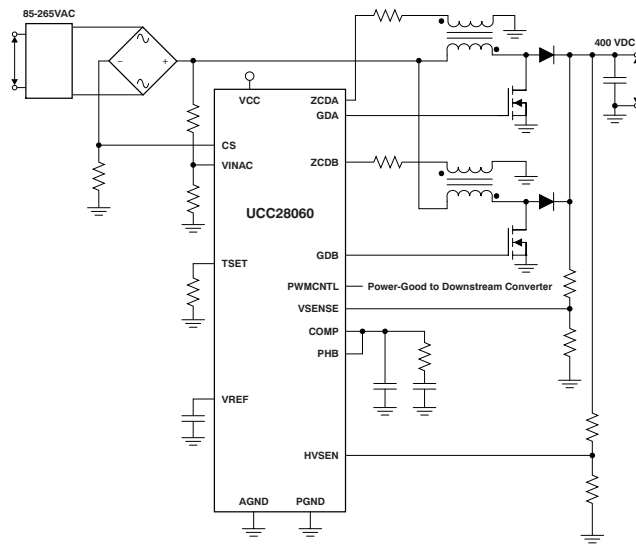 85-265VAC
400 VDC
−
+
VCC
ZCDA
GDA
CS
VINAC
ZCDB
UCC28060
TSET
GDB
PWMCNTL
Power-Good to Downstream Converter
VSENSE
COMP
PHB
VREF
HVSEN
AGND
PGND